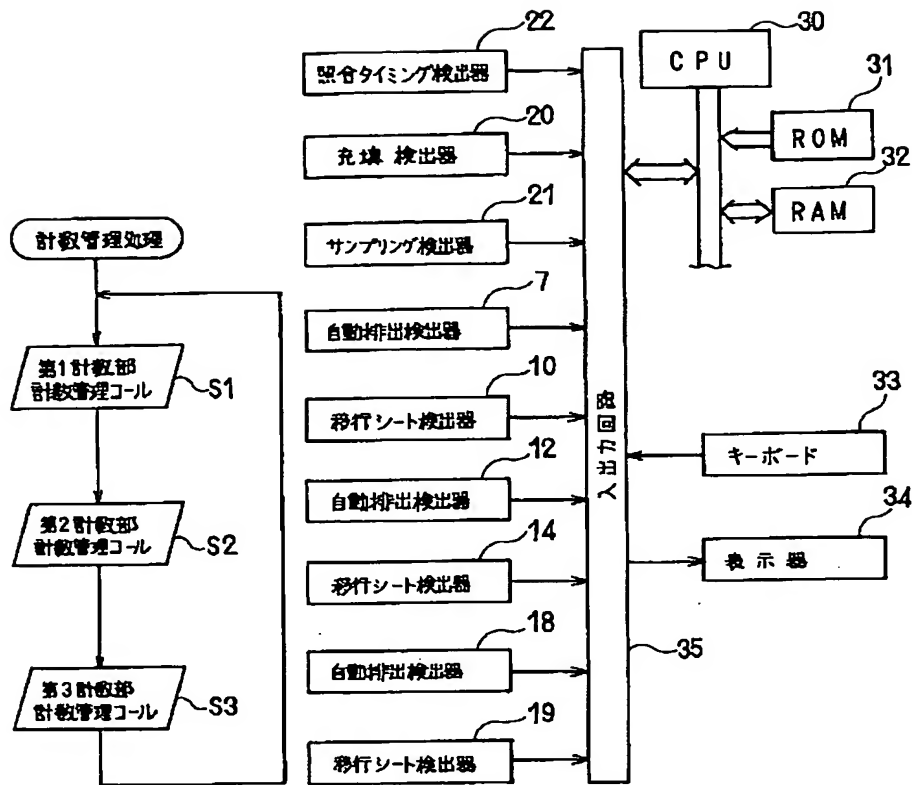 計数管理処理
第1計数部
計数管理コール
S1
第2計数部
計数管理コール
S2
第3計数部
計数管理コール
S3
22
照合タイミング検出器
20
充填 検出器
21
サンプリング検出器
7
自動排出検出器
10
移行シート検出器
12
自動排出検出器
14
移行シート検出器
18
自動排出検出器
19
移行シート検出器
入出力回路
35
30
CPU
31
ROM
32
RAM
33
キーボード
34
表示器